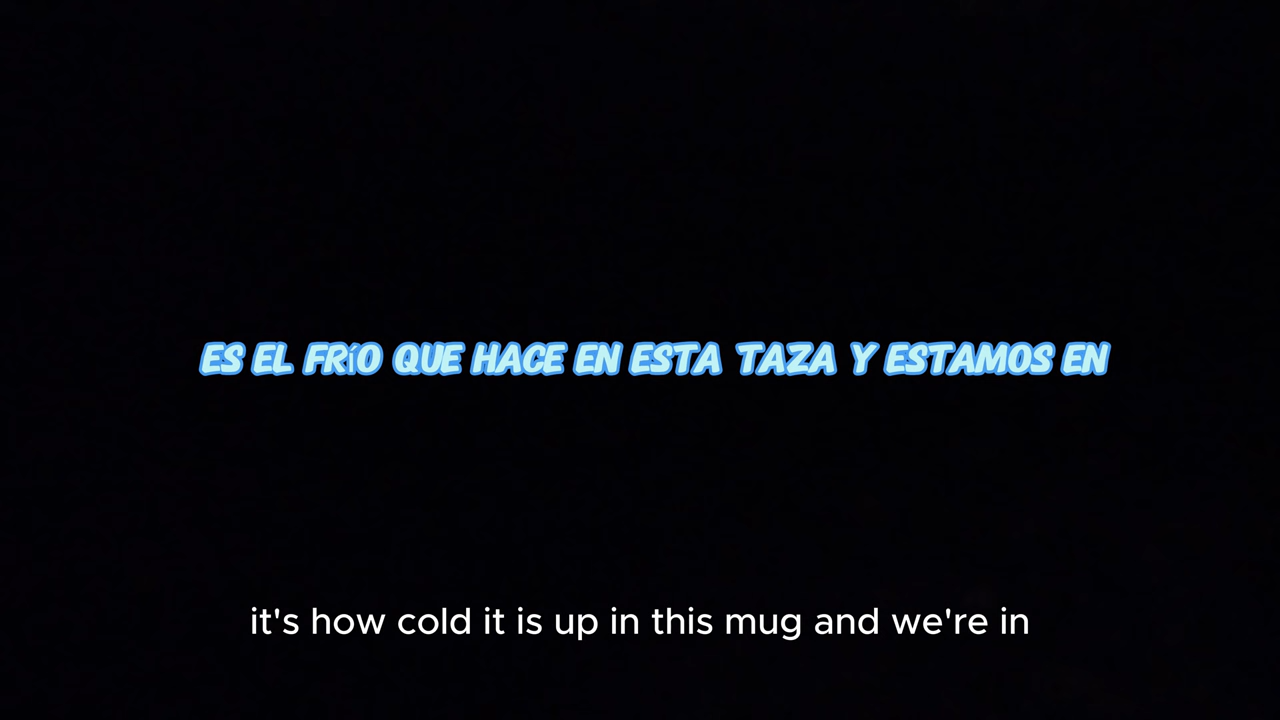 ES EL FRíO QUE HACE EN ESTA TAZA Y ESTAMOS EN
it's how cold it is up in this mug and we're in